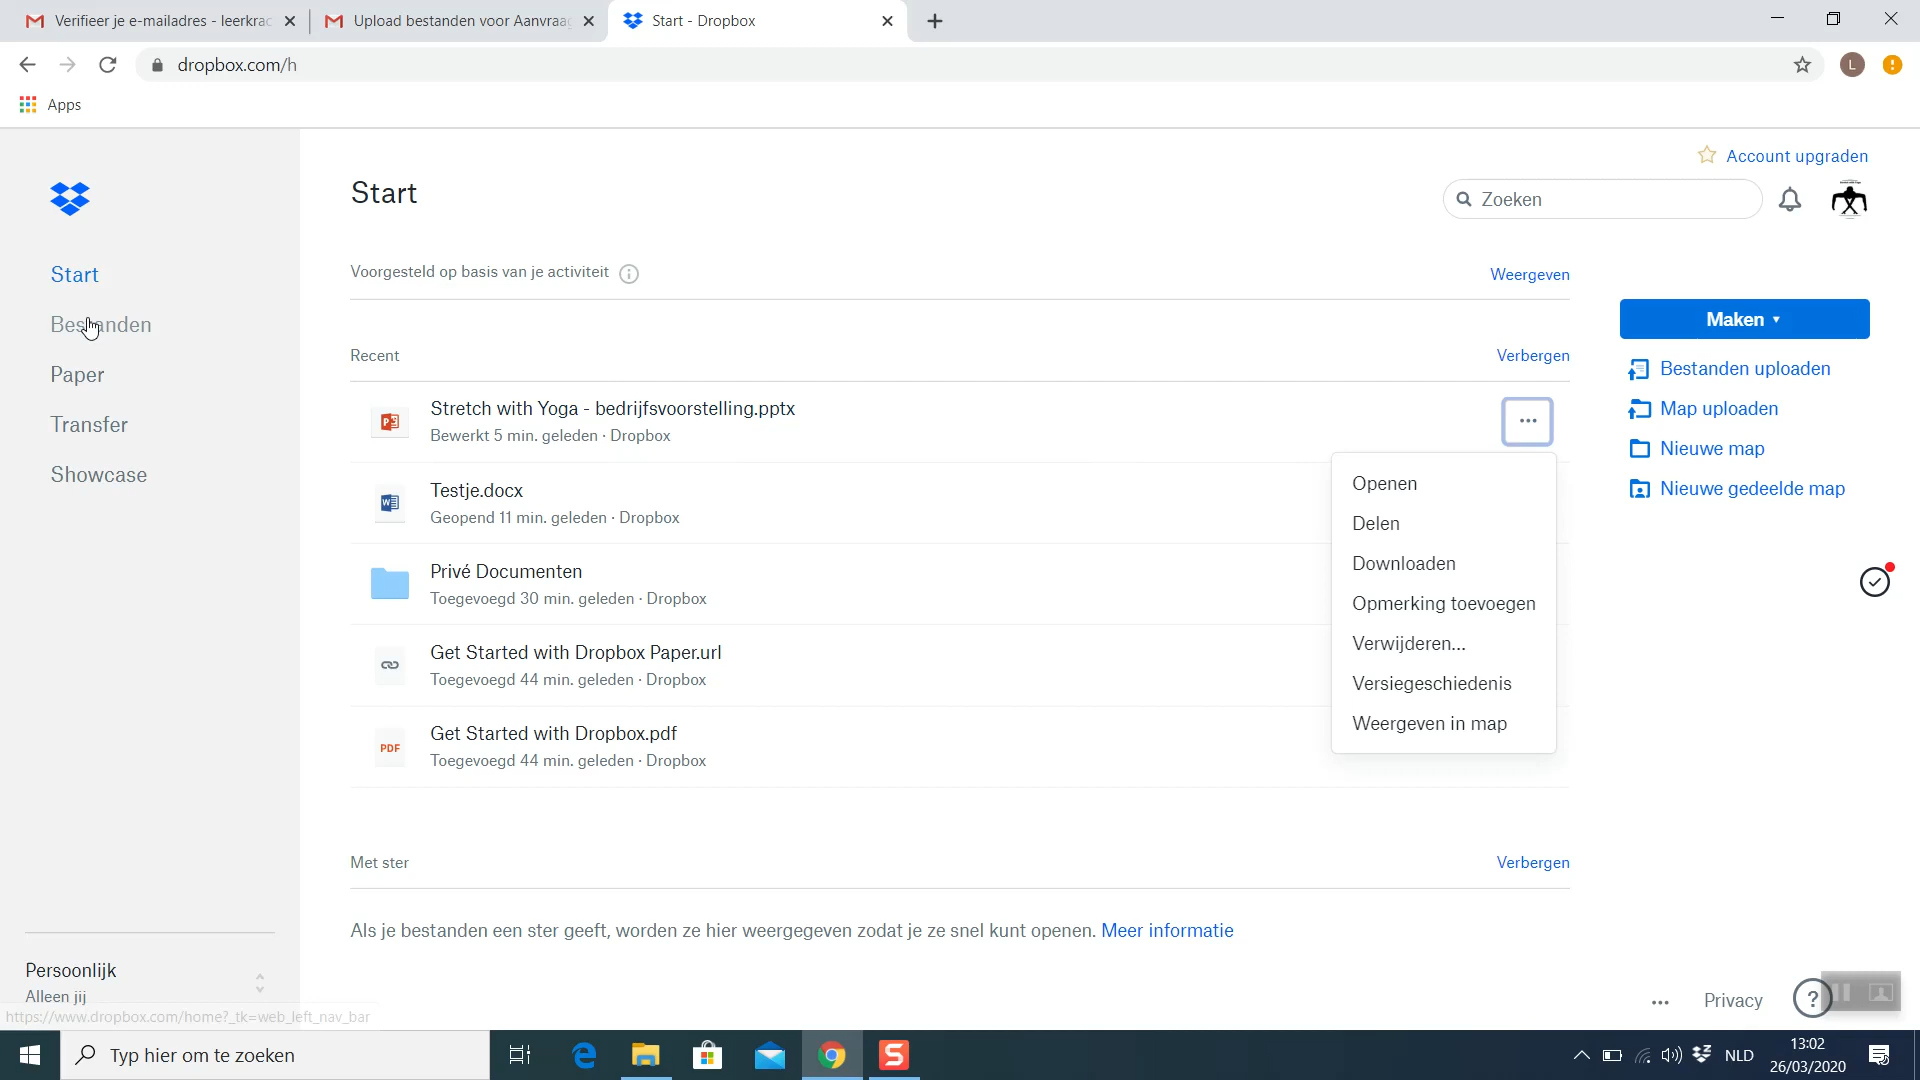 Verifieer je e-mailadres - leerkrac
Upload bestanden voor Aanvraag
Start - Dropbox
dropbox.com/h
L
Apps
Account upgraden
Start
Zoeken
Start
Bestanden
Paper
Transfer
Showcase
Voorgesteld op basis van je activiteit
Weergeven
Maken
Bestanden uploaden
Map uploaden
Nieuwe map
Nieuwe gedeelde map
Recent
Verbergen
Stretch with Yoga - bedrijfsvoorstelling.pptx
Bewerkt 5 min. geleden · Dropbox
Testje.docx
Geopend 11 min. geleden · Dropbox
Privé Documenten
Toegevoegd 30 min. geleden · Dropbox
Get Started with Dropbox Paper.url
Toegevoegd 44 min. geleden · Dropbox
PDF
Get Started with Dropbox.pdf
Toegevoegd 44 min. geleden · Dropbox
Openen
Delen
Downloaden
Opmerking toevoegen
Verwijderen...
Versiegeschiedenis
Weergeven in map
Met ster
Verbergen
Als je bestanden een ster geeft, worden ze hier weergegeven zodat je ze snel kunt openen. Meer informatie
Persoonlijk
Alleen jij
https://www.dropbox.com/home?_tk=web_left_nav_bar
Privacy
?
Typ hier om te zoeken
NLD
13:02
26/03/2020